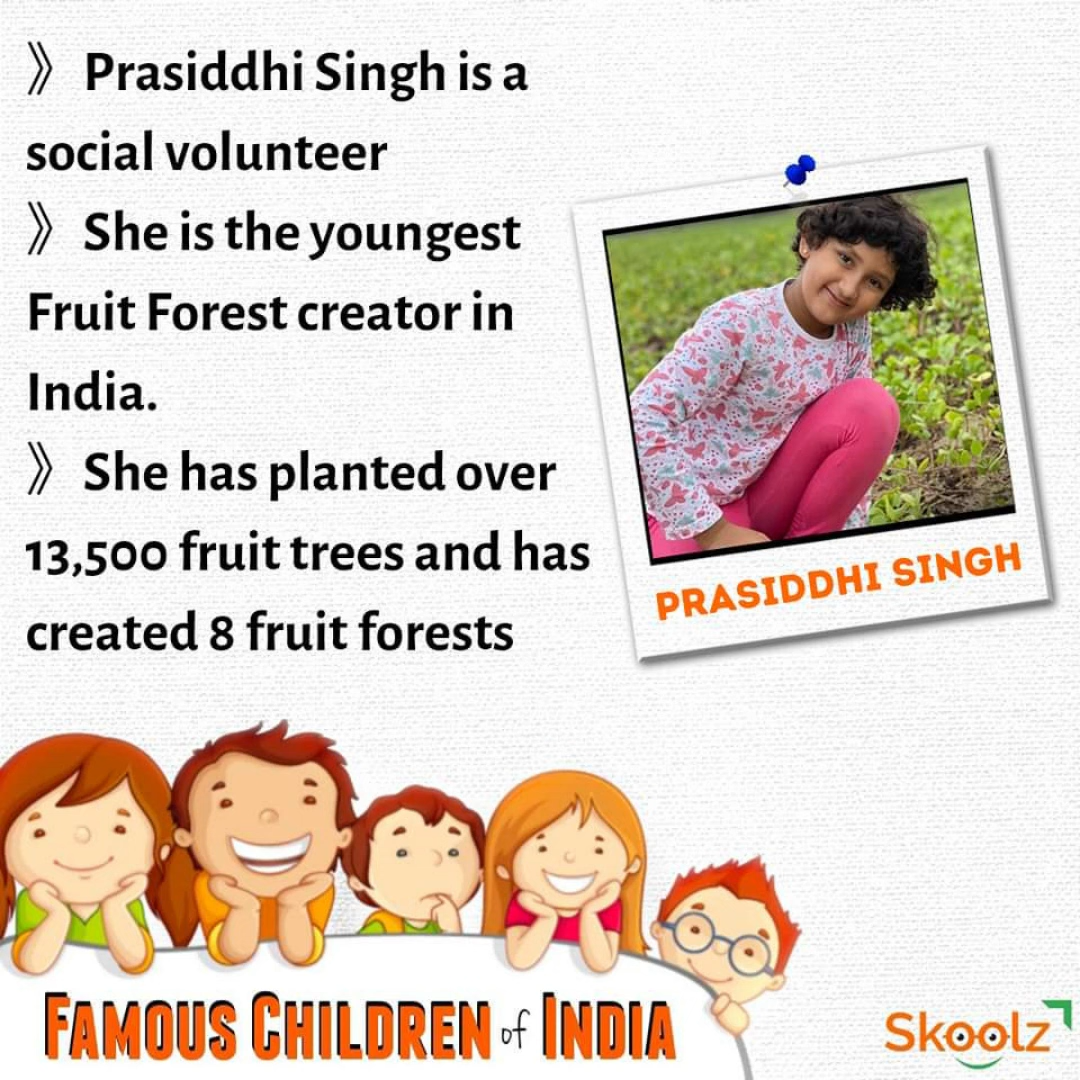 》 Prasiddhi Singh is a
social volunteer
》 She is the youngest
Fruit Forest creator in
India.
》 She has planted over
13,500 fruit trees and has
created 8 fruit forests
PRASIDDHI SINGH
FAMOUS CHILDREN of INDIA
Skoolz